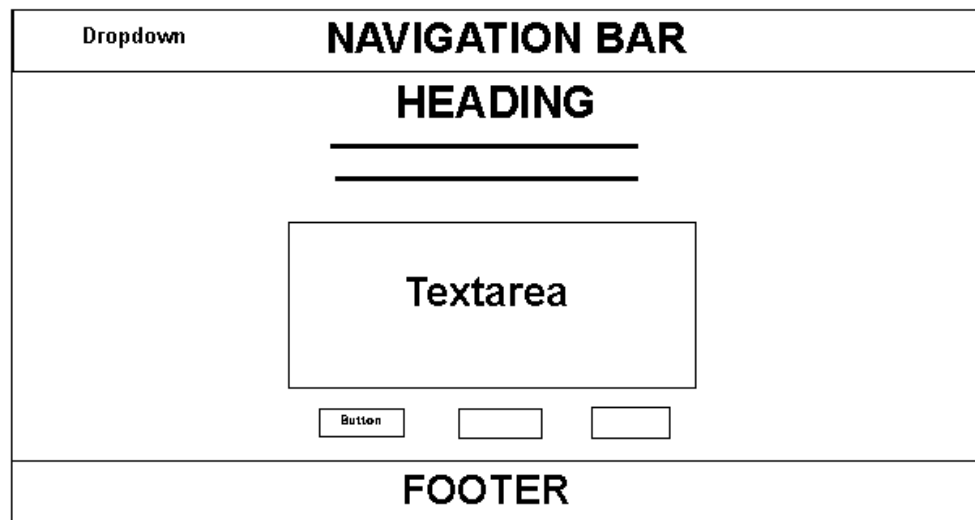 Dropdown NAVIGATION BAR
HEADING
Textarea
Button
FOOTER